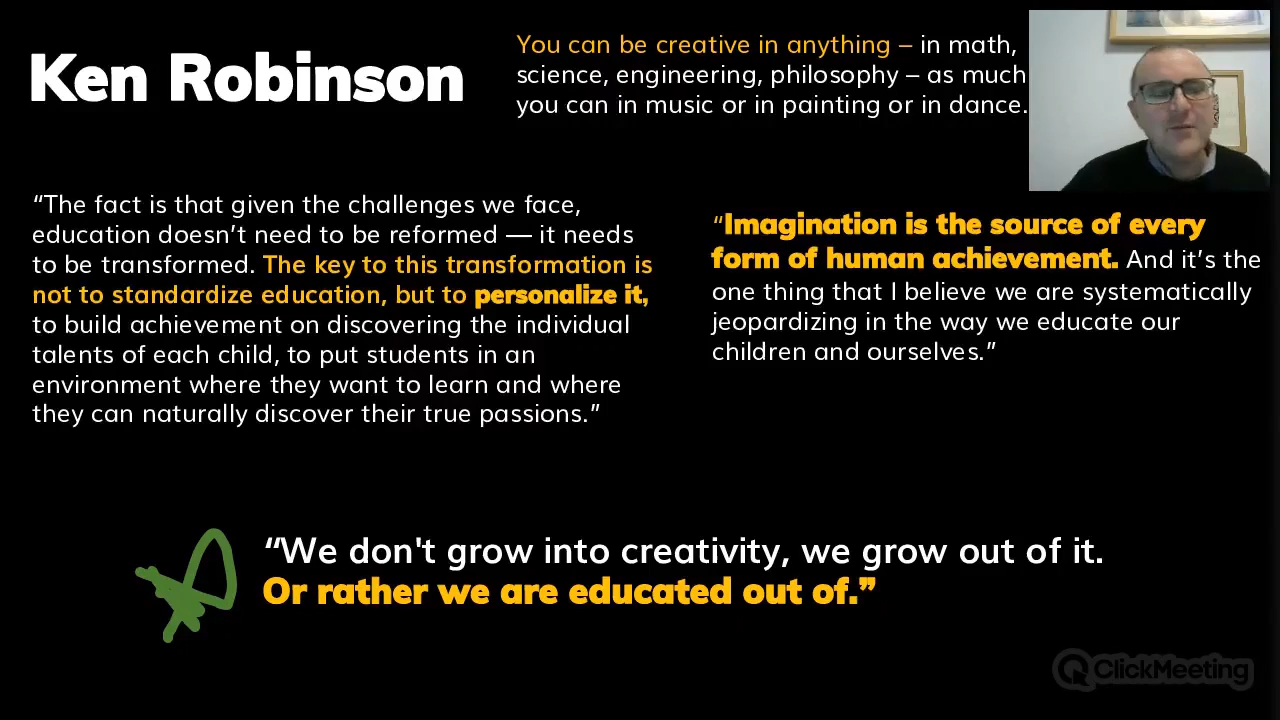 Ken Robinson
You can be creative in anything – in math,
science, engineering, philosophy – as much
you can in music or in painting or in dance.
“The fact is that given the challenges we face,
education doesn’t need to be reformed — it needs
to be transformed. The key to this transformation is
not to standardize education, but to personalize it,
to build achievement on discovering the individual
talents of each child, to put students in an
environment where they want to learn and where
they can naturally discover their true passions.”
“Imagination is the source of every
form of human achievement. And it’s the
one thing that I believe we are systematically
jeopardizing in the way we educate our
children and ourselves.”
“We don't grow into creativity, we grow out of it.
Or rather we are educated out of.”
ClickMeeting